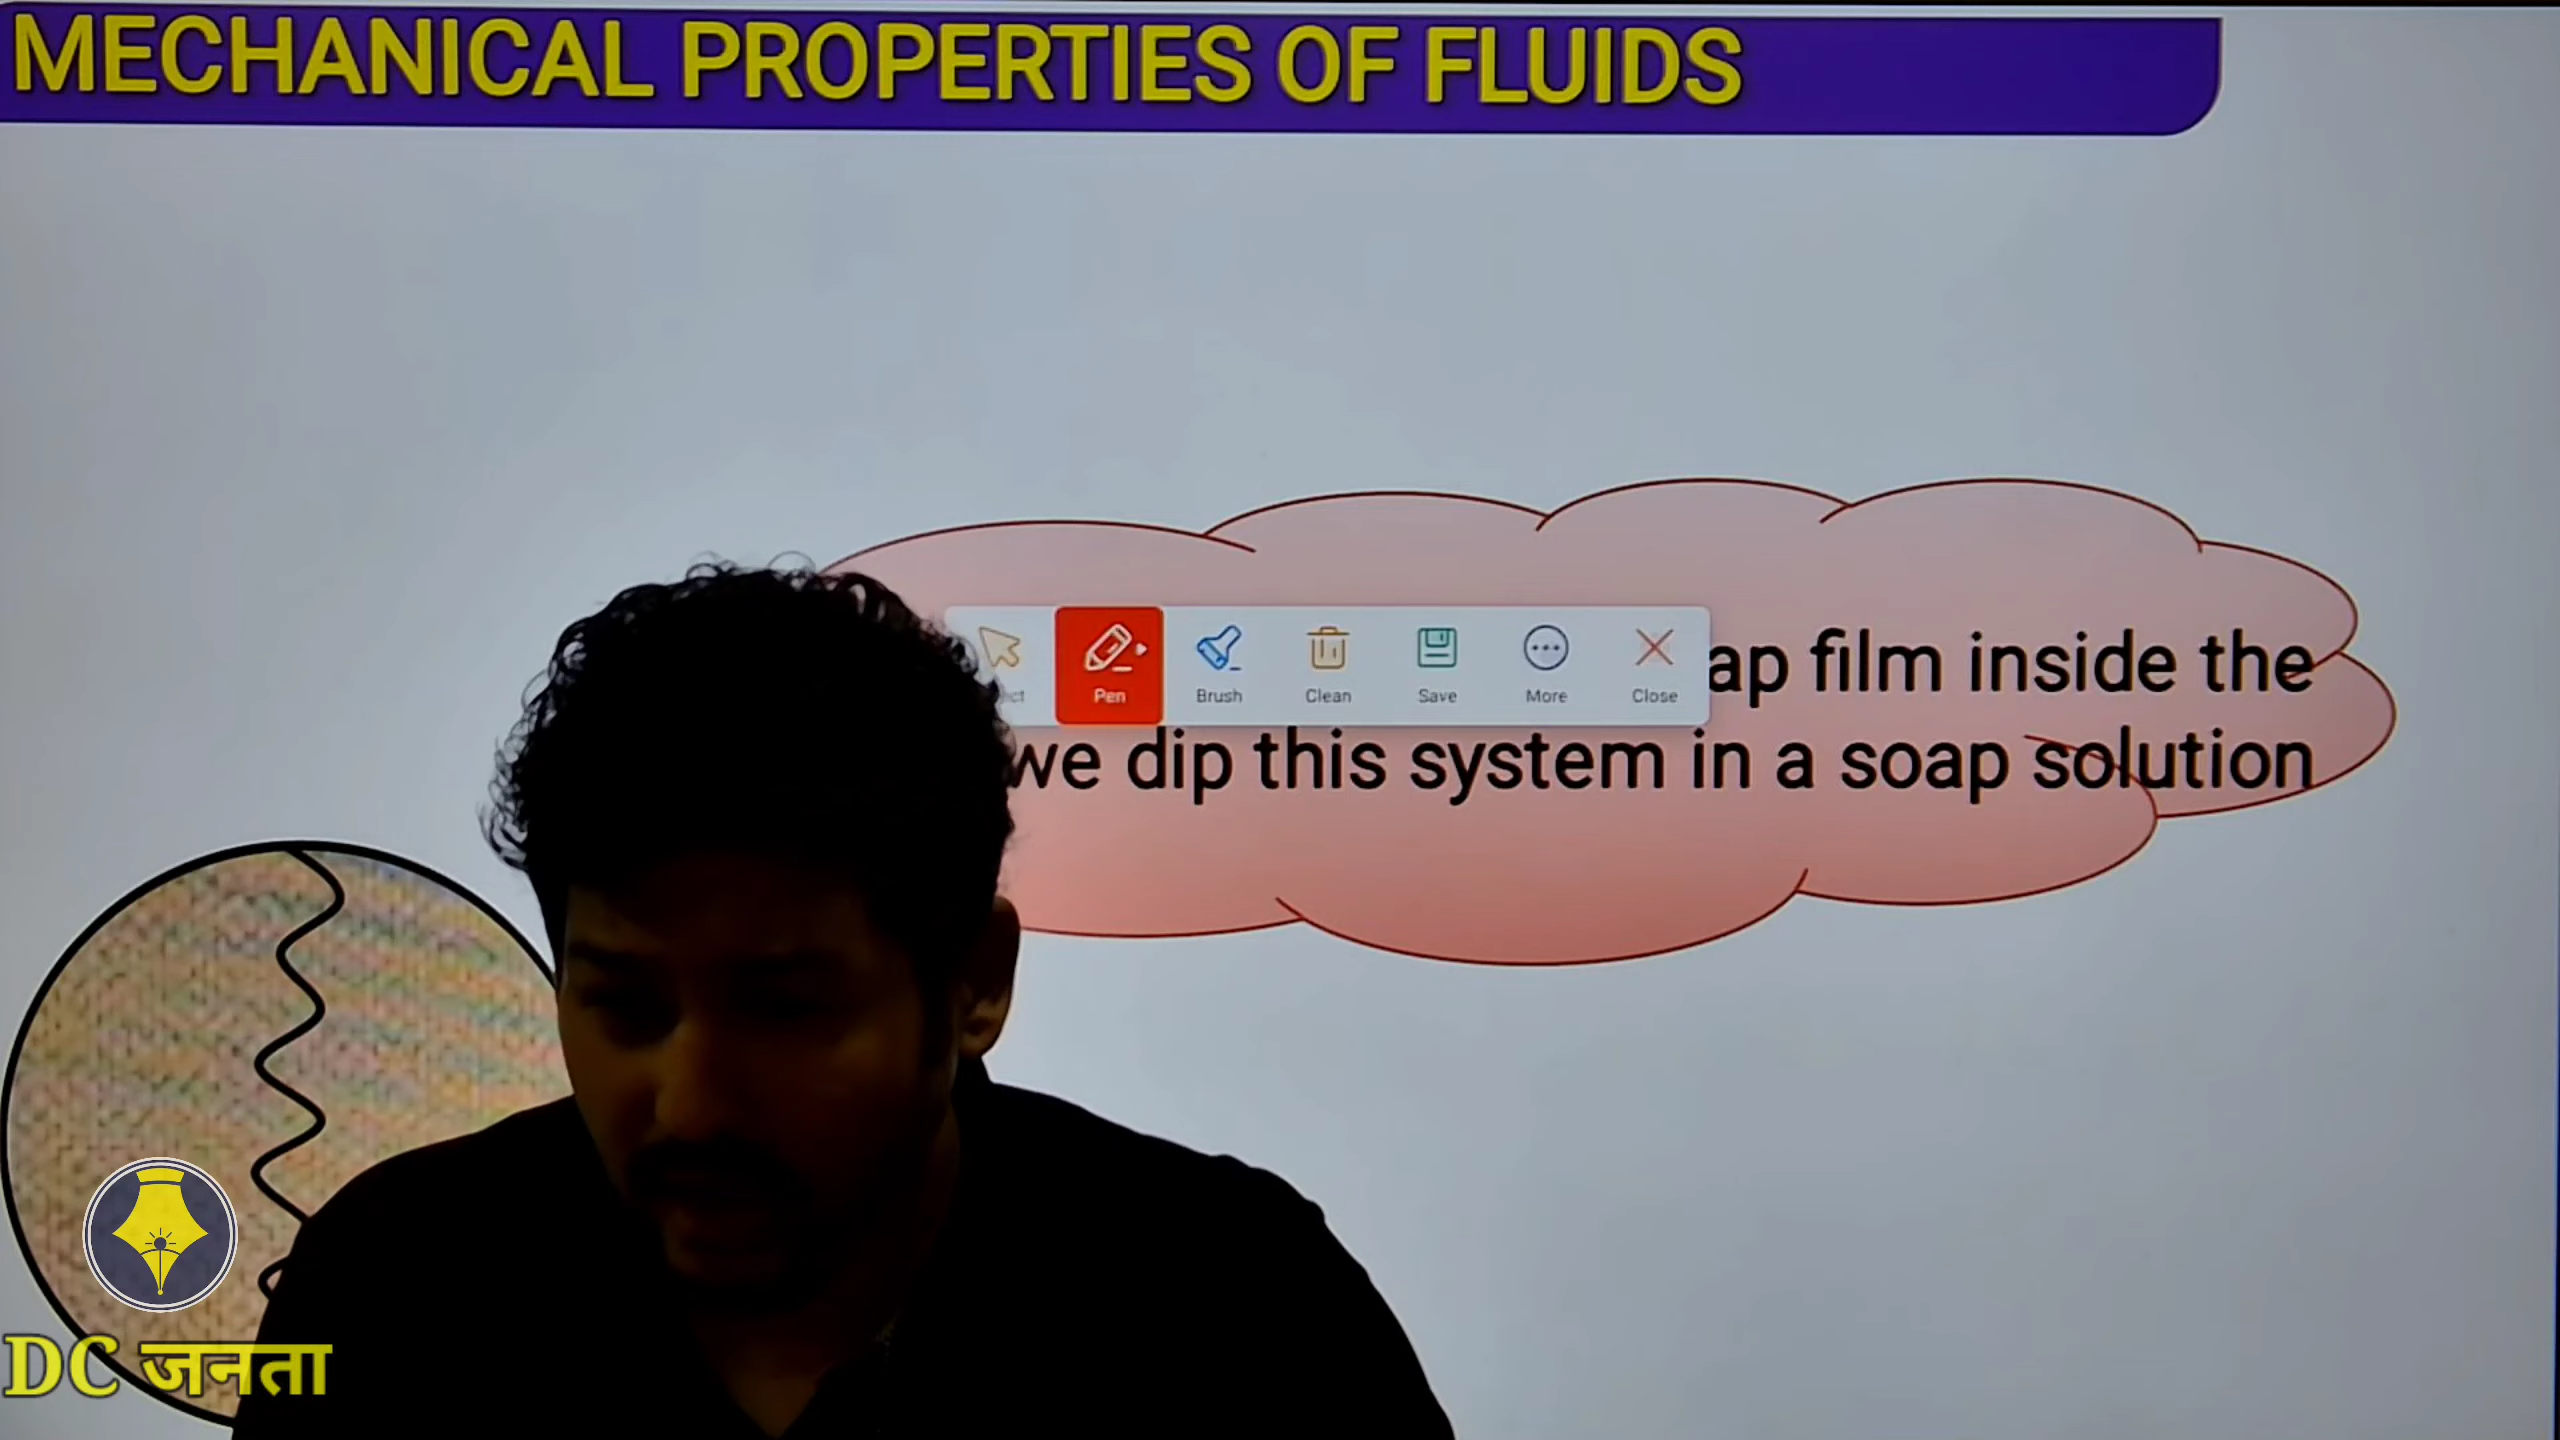 MECHANICAL PROPERTIES OF FLUIDS
Pen
Brush
Clean
Save
More
Close
film inside the
we dip this system in a soap solution
DC जनता